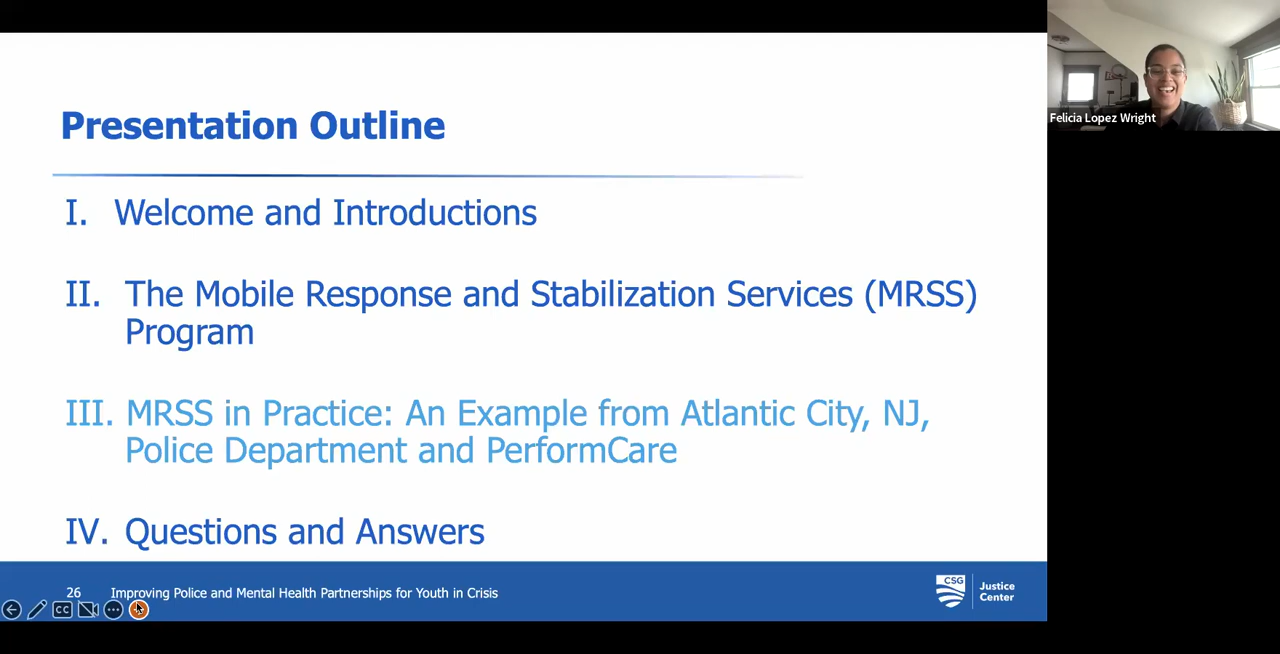 Presentation Outline
I. Welcome and Introductions
II. The Mobile Response and Stabilization Services (MRSS)
Program
III. MRSS in Practice: An Example from Atlantic City, NJ,
Police Department and PerformCare
IV. Questions and Answers
26 Improving Police and Mental Health Partnerships for Youth in Crisis
CSG Justice
Center
CC
Felicia Lopez Wright